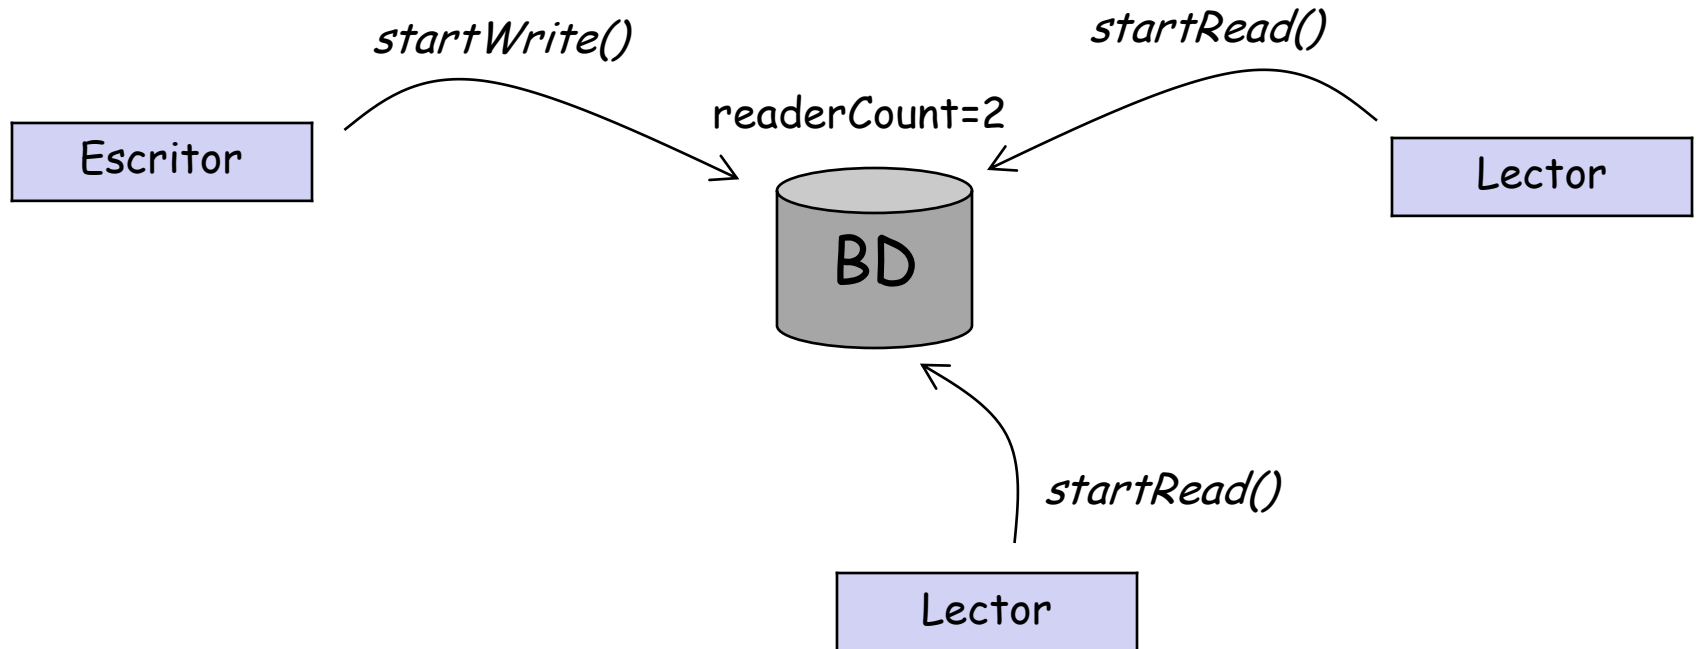 startWrite()
startRead()
readerCount=2
Escritor
Lector
BD
startRead()
Lector